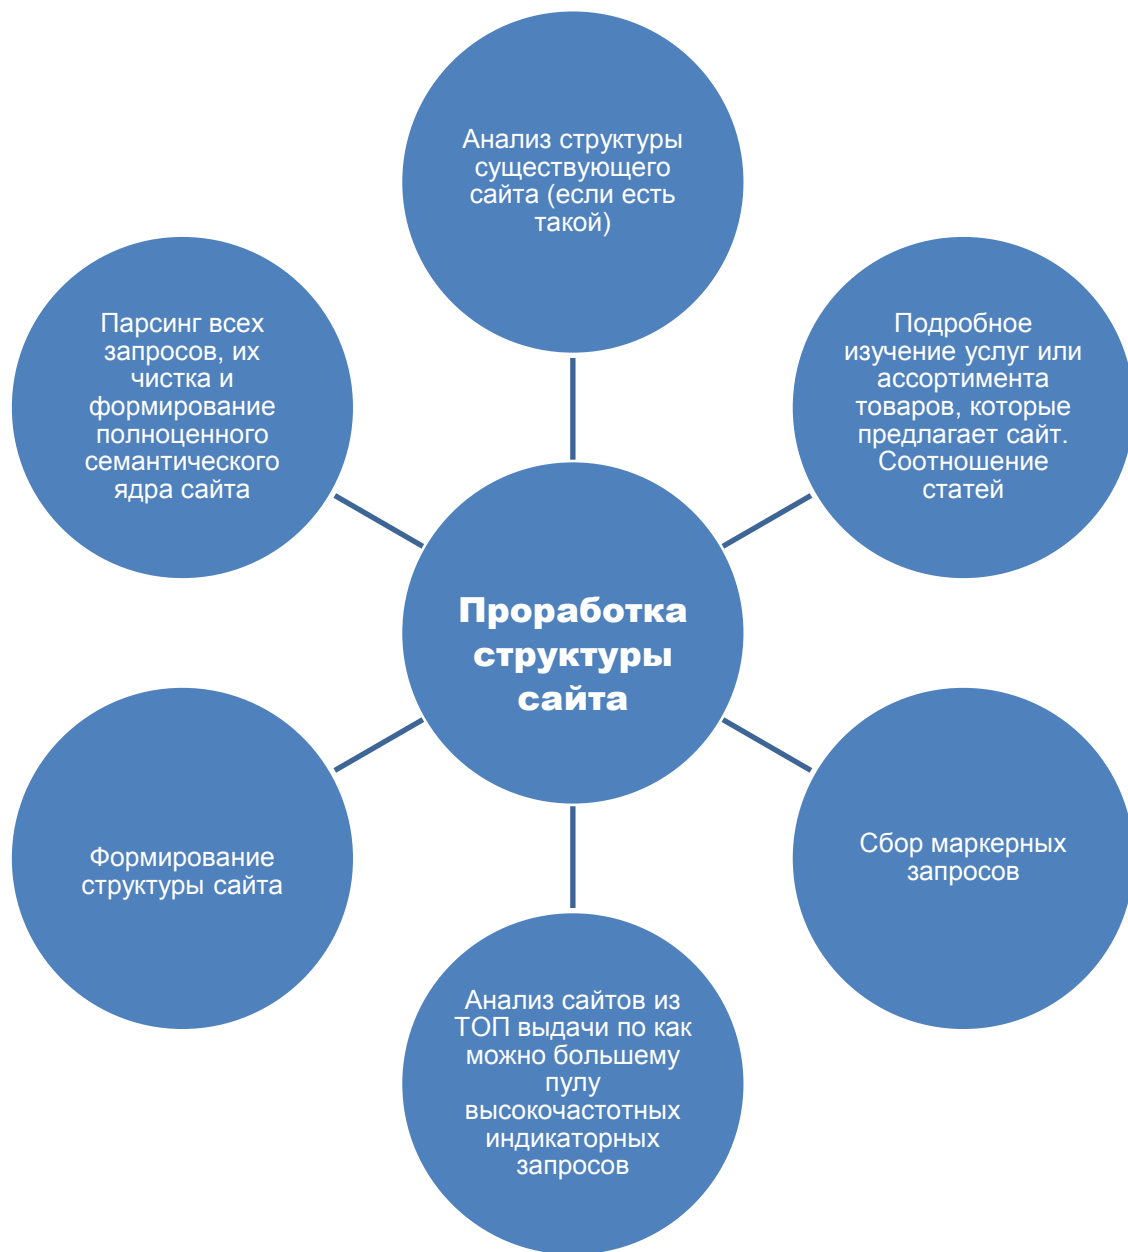 Анализ структуры
существующего
сайта (если есть
такой)
Подробное
изучение услуг или
ассортимента
товаров, которые
предлагает сайт.
Соотношение
статей
Сбор маркерных
запросов
Анализ сайтов из
ТОП выдачи по как
можно большему
пулу
высокочастотных
индикаторных
запросов
Формирование
структуры сайта
Парсинг всех
запросов, их
чистка и
формирование
полноценного
семантического
ядра сайта
Проработка
структуры
сайта